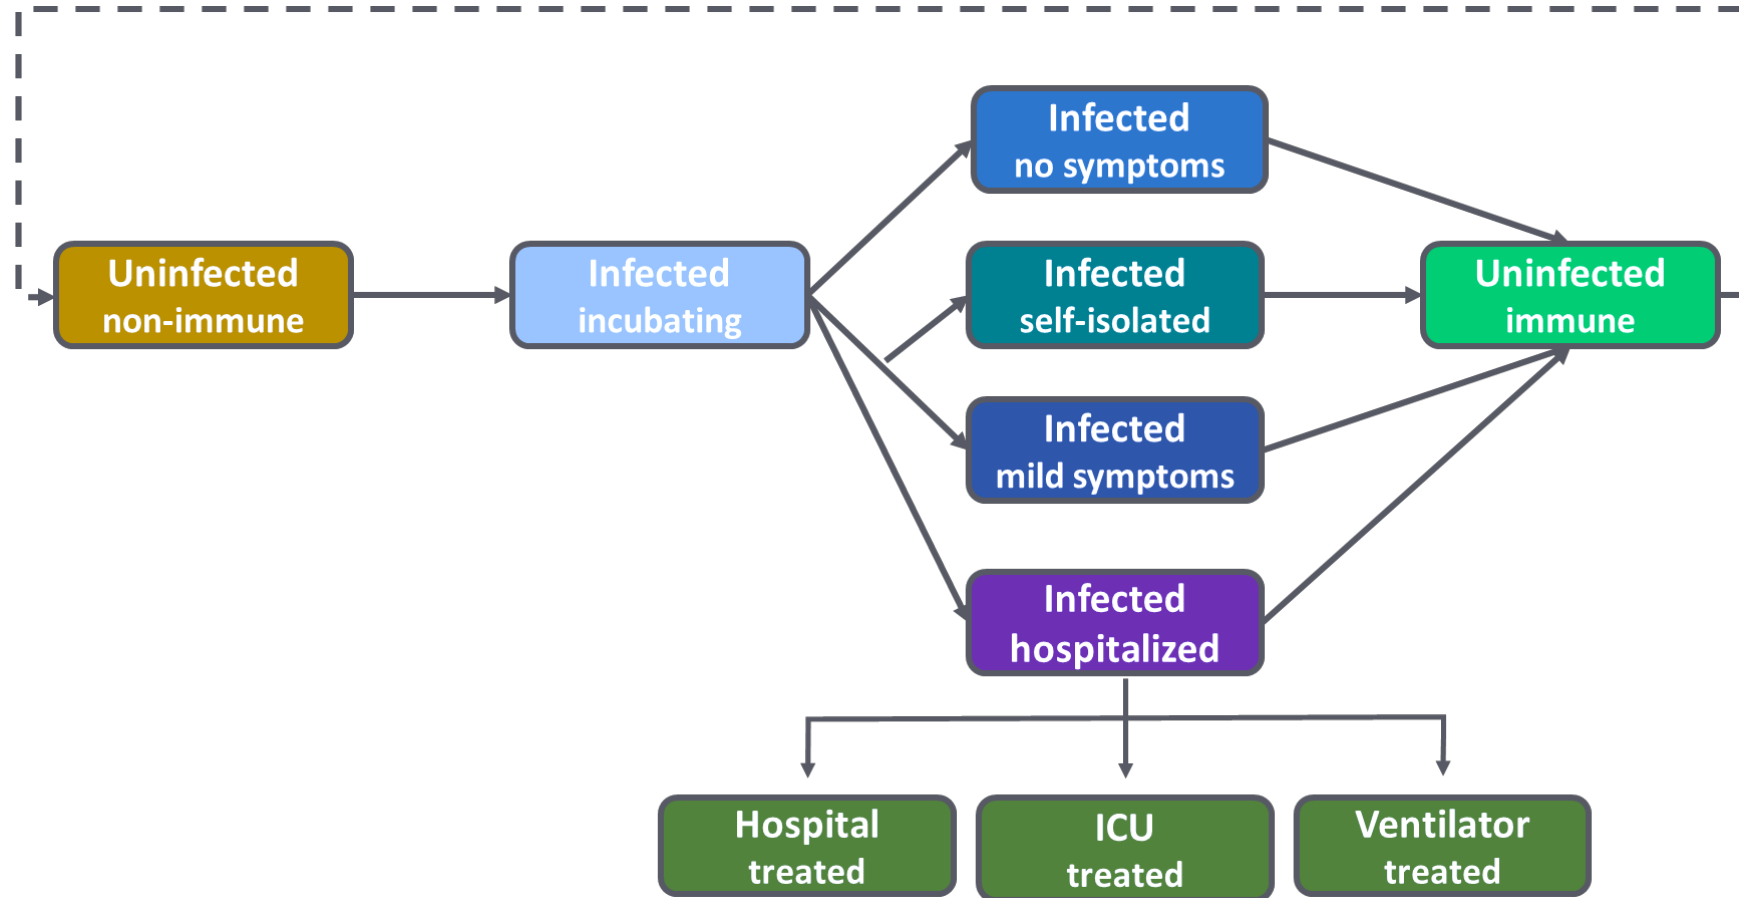 Infected
no symptoms
Uninfected
non-immune
Infected
incubating
Infected
self-isolated
Uninfected
immune
Infected
mild symptoms
Infected
hospitalized
Hospital
treated
ICU
treated
Ventilator
treated